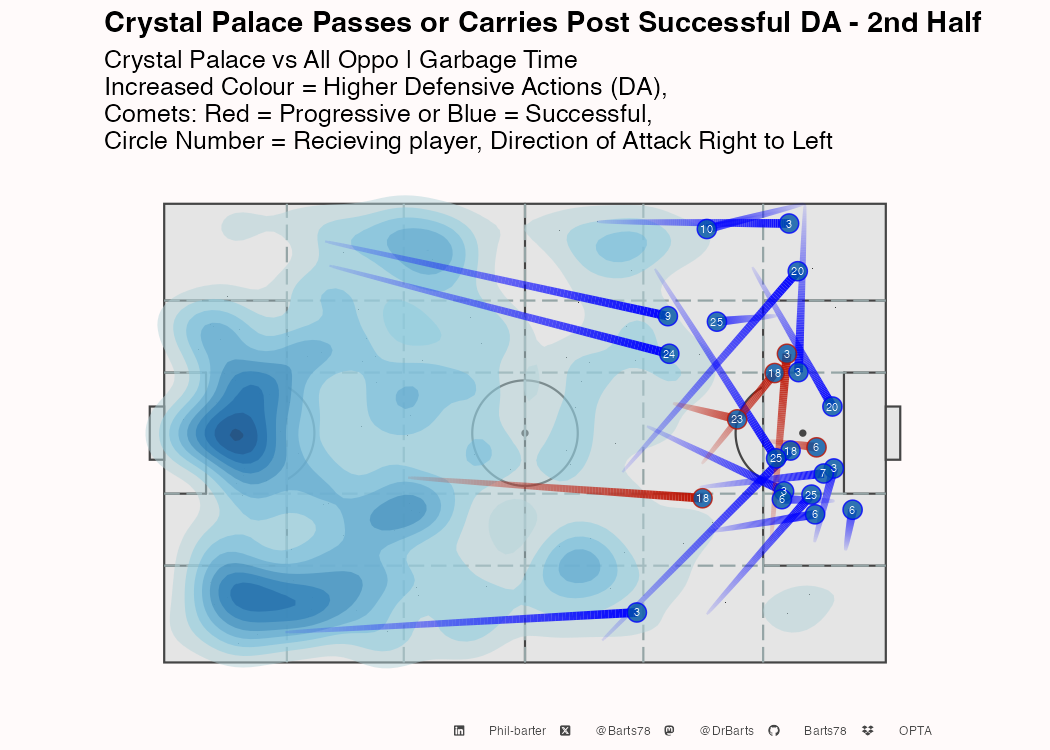 Crystal Palace Passes or Carries Post Successful DA - 2nd Half
Crystal Palace vs All Oppo | Garbage Time
Increased Colour = Higher Defensive Actions (DA),
Comets: Red = Progressive or Blue = Successful,
Circle Number = Recieving player, Direction of Attack Right to Left
10 3
20
9 25
24 3 18 3
20
23
6 18 25
7 3
18 3 6 25
6 6
3
Phil-barter @Barts78 @DrBarts Barts78 OPTA